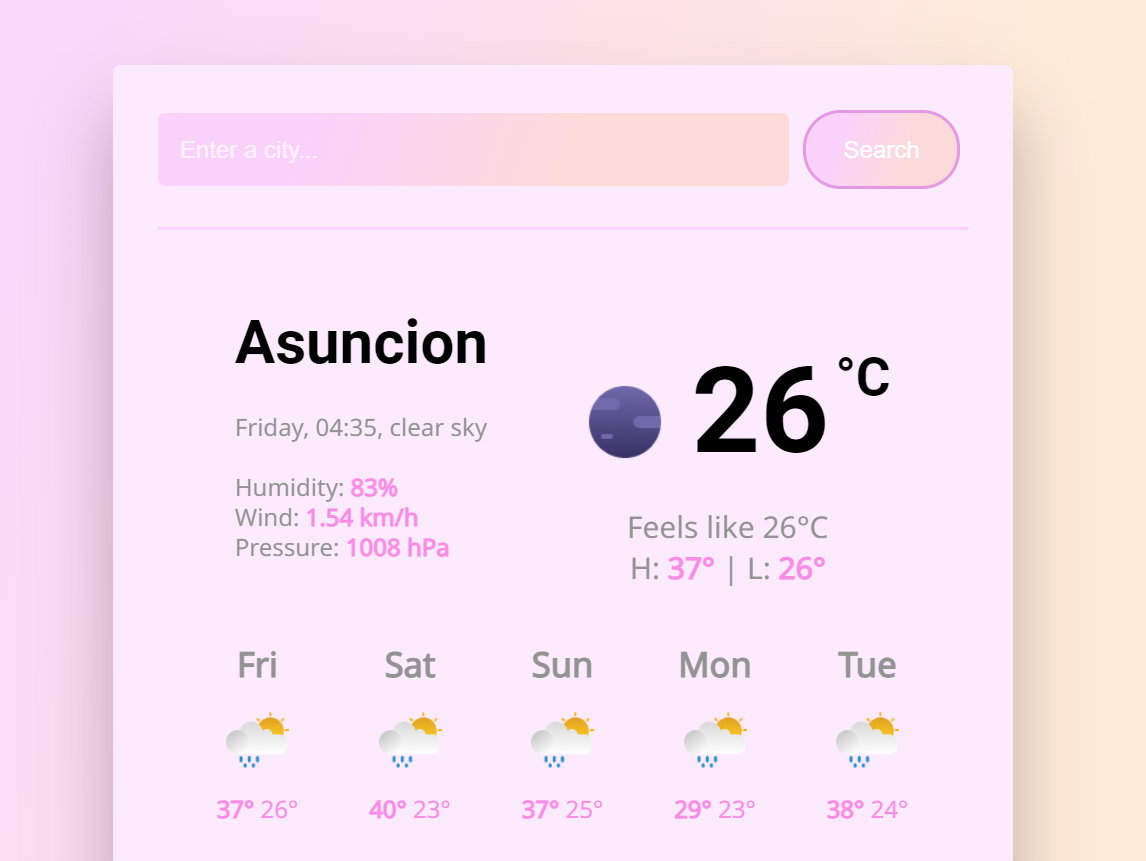 Enter a city...
Search
Asuncion
Friday, 04:35, clear sky
Humidity: 83%
Wind: 1.54 km/h
Pressure: 1008 hPa
26 °C
Feels like 26°C
H: 37° | L: 26°
Fri Sat Sun Mon Tue
37° 26° 40° 23° 37° 25° 29° 23° 38° 24°